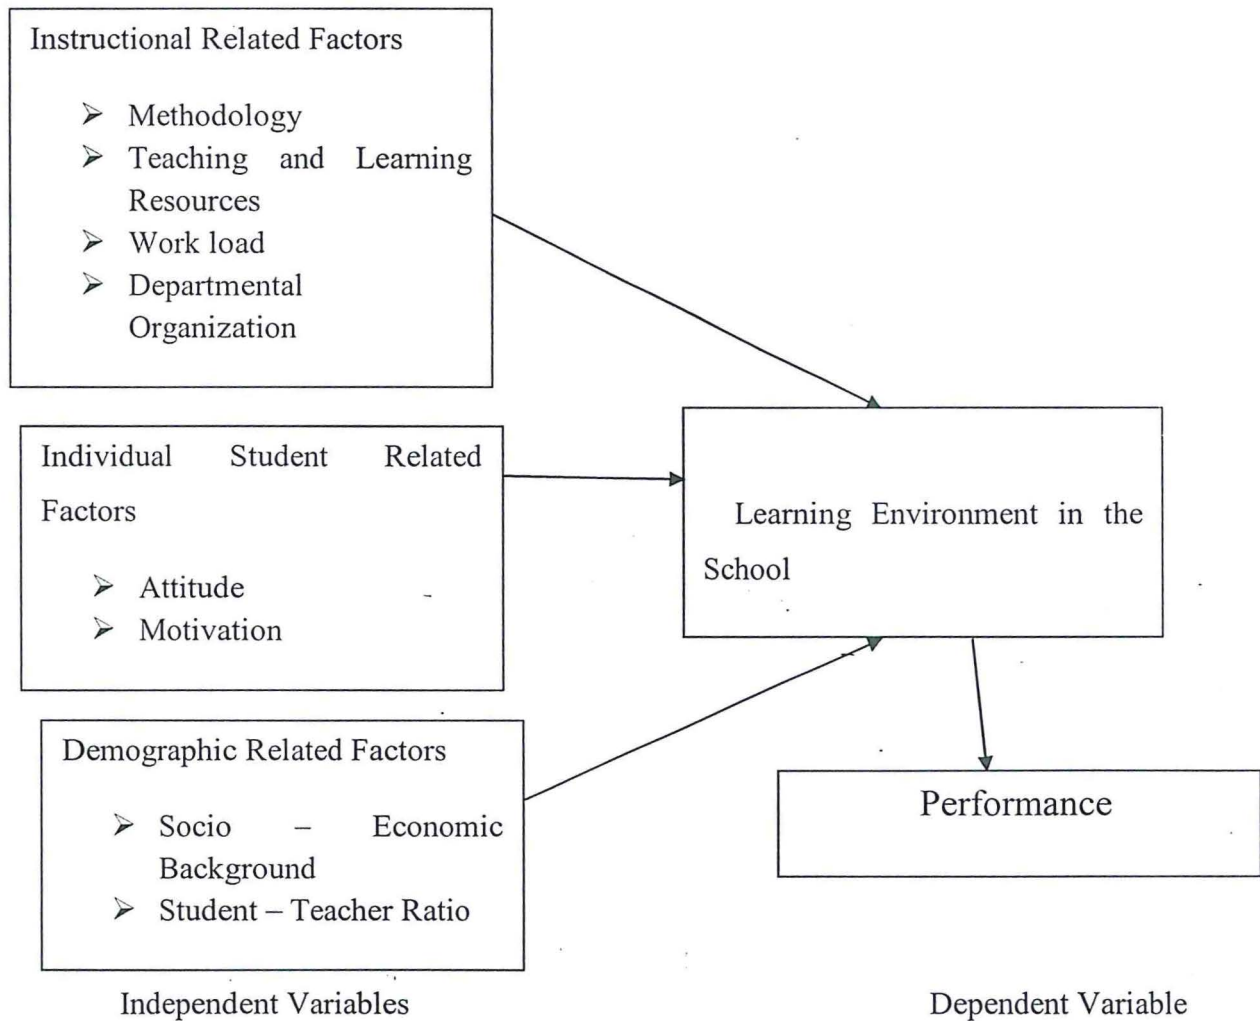 Instructional Related Factors
➢ Methodology
➢ Teaching and Learning
Resources
➢ Work load
➢ Departmental
Organization
Individual Student Related
Factors
➢ Attitude
➢ Motivation
Demographic Related Factors
➢ Socio – Economic
Background
➢ Student – Teacher Ratio
Learning Environment in the
School
Performance
Independent Variables
Dependent Variable